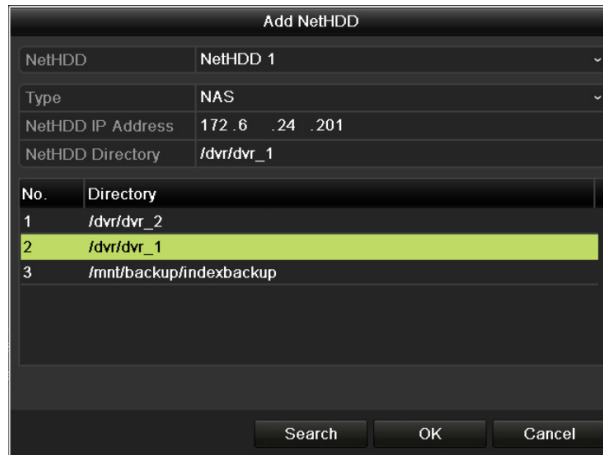 Add NetHDD
NetHDD NetHDD 1
Type NAS
NetHDD IP Address 172 .6 .24 .201
NetHDD Directory /dvr/dvr_1
No. Directory
1 /dvr/dvr_2
2 /dvr/dvr_1
3 /mnt/backup/indexbackup
Search OK Cancel